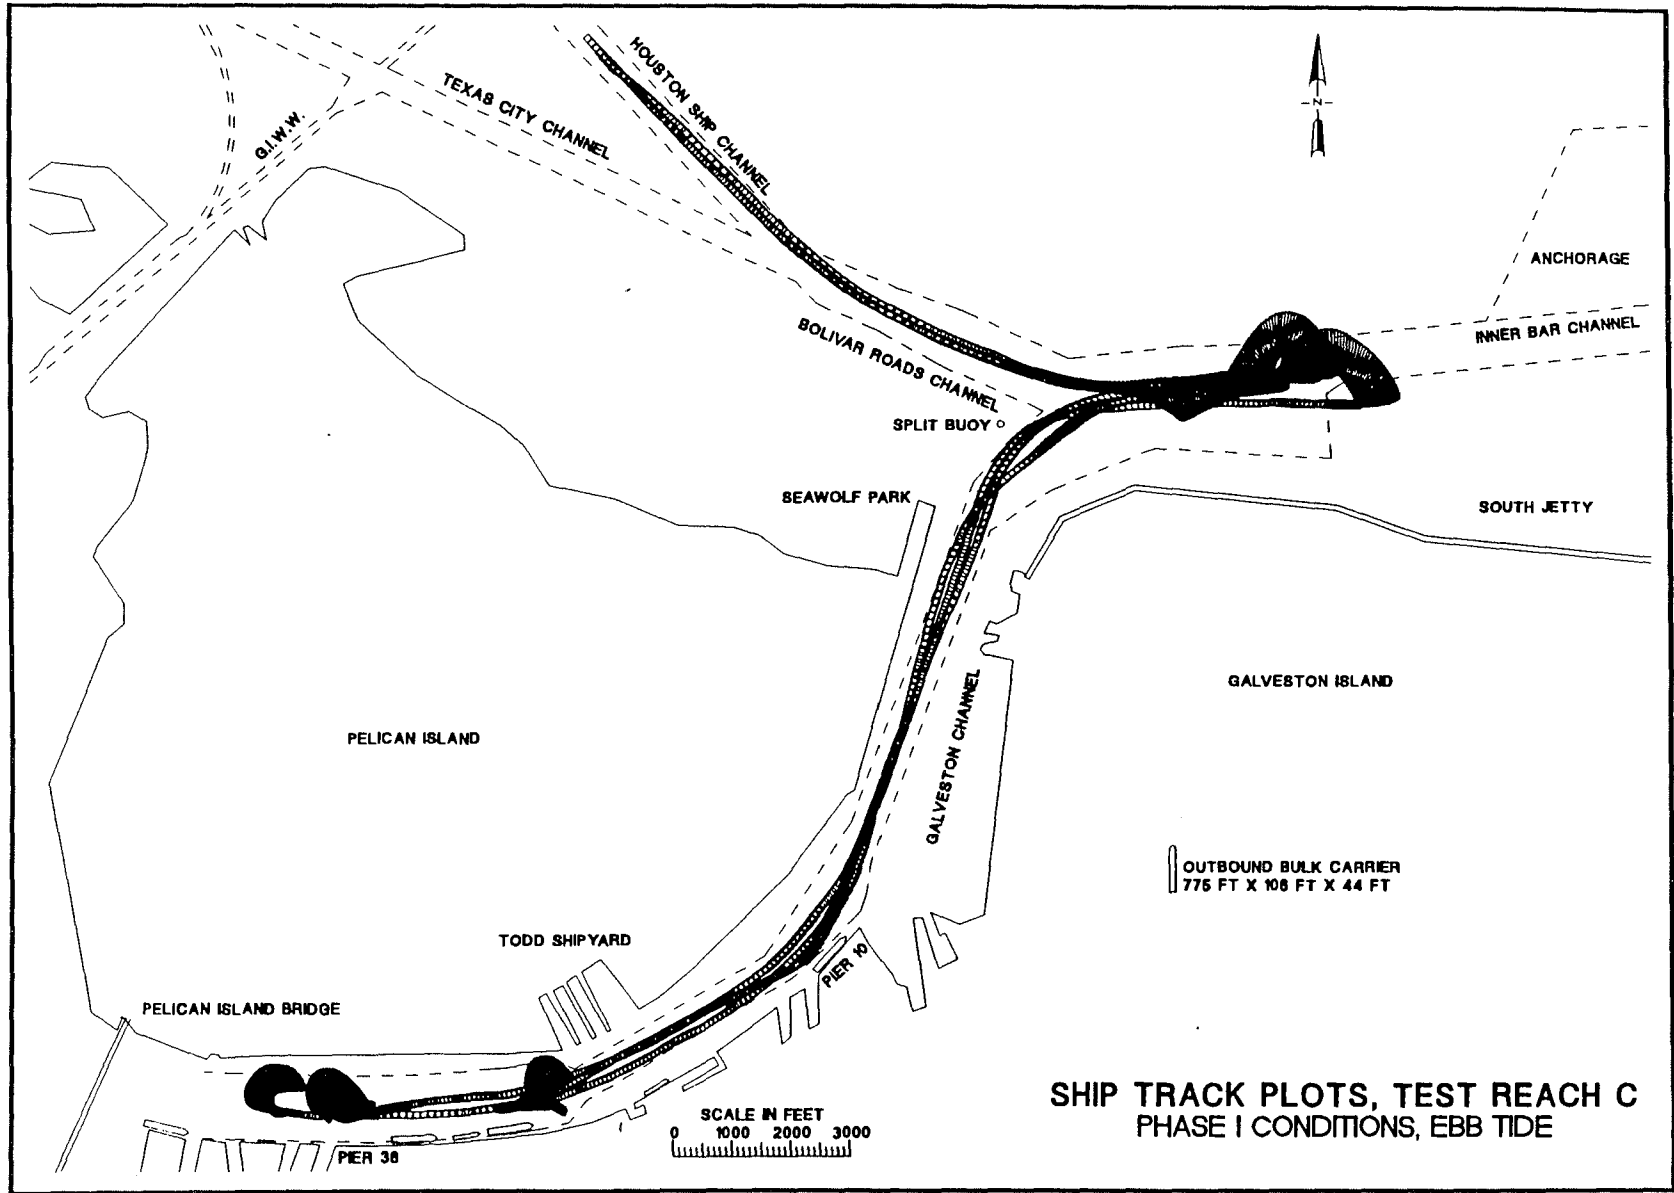 HOUSTON SHIP CHANNEL
TEXAS CITY CHANNEL
G.I.W.W.
N
ANCHORAGE
INNER BAR CHANNEL
BOLIVAR ROADS CHANNEL
SPLIT BUOY
SEAWOLF PARK
SOUTH JETTY
GALVESTON ISLAND
PELICAN ISLAND
GALVESTON CHANNEL
OUTBOUND BULK CARRIER
775 FT X 106 FT X 44 FT
TODD SHIPYARD
PIER 10
PELICAN ISLAND BRIDGE
SCALE IN FEET
0 1000 2000 3000
PIER 36
SHIP TRACK PLOTS, TEST REACH C
PHASE I CONDITIONS, EBB TIDE